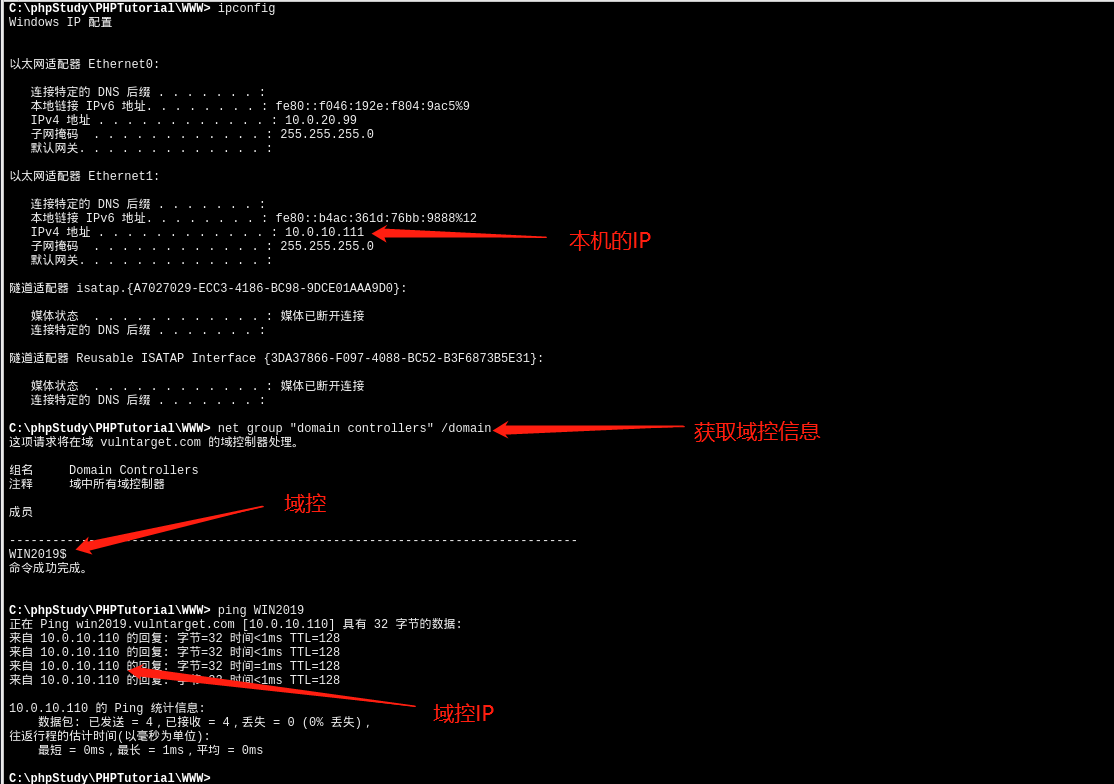 C:\phpStudy\PHPTutorial\WWW> ipconfig
Windows IP 配置
以太网适配器 Ethernet0:
连接特定的 DNS 后缀 . . . . . . . :
本地链接 IPv6 地址. . . . . . . . : fe80::f046:192e:f804:9ac5%9
IPv4 地址 . . . . . . . . . . . . : 10.0.20.99
子网掩码  . . . . . . . . . . . . : 255.255.255.0
默认网关. . . . . . . . . . . . . :
以太网适配器 Ethernet1:
连接特定的 DNS 后缀 . . . . . . . :
本地链接 IPv6 地址. . . . . . . . : fe80::b4ac:361d:76bb:9888%12
IPv4 地址 . . . . . . . . . . . . : 10.0.10.111
本机的IP
子网掩码  . . . . . . . . . . . . : 255.255.255.0
默认网关. . . . . . . . . . . . . :
隧道适配器 isatap.{A7027029-ECC3-4186-BC98-9DCE01AAA9D0}:
媒体状态  . . . . . . . . . . . . : 媒体已断开连接
连接特定的 DNS 后缀 . . . . . . . :
隧道适配器 Reusable ISATAP Interface {3DA37866-F097-4088-BC52-B3F6873B5E31}:
媒体状态  . . . . . . . . . . . . : 媒体已断开连接
连接特定的 DNS 后缀 . . . . . . . :
C:\phpStudy\PHPTutorial\WWW> net group "domain controllers" /domain
获取域控信息
这项请求将在域 vulntarget.com 的域控制器处理。
组名     Domain Controllers
注释     域中所有域控制器
域控
成员
-------------------------------------------------------------------------------
WIN2019$
命令成功完成。
C:\phpStudy\PHPTutorial\WWW> ping WIN2019
正在 Ping win2019.vulntarget.com [10.0.10.110] 具有 32 字节的数据:
来自 10.0.10.110 的回复: 字节=32 时间<1ms TTL=128
来自 10.0.10.110 的回复: 字节=32 时间<1ms TTL=128
来自 10.0.10.110 的回复: 字节=32 时间=1ms TTL=128
来自 10.0.10.110 的回复: 字节=32 时间<1ms TTL=128
10.0.10.110 的 Ping 统计信息:
域控IP
数据包: 已发送 = 4，已接收 = 4，丢失 = 0 (0% 丢失)，
往返行程的估计时间(以毫秒为单位):
最短 = 0ms，最长 = 1ms，平均 = 0ms
C:\phpStudy\PHPTutorial\WWW>